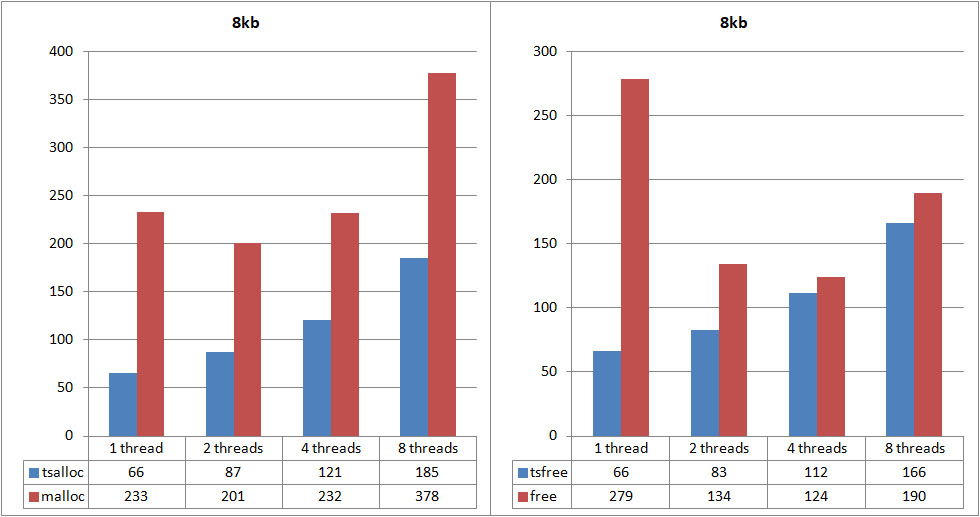 8kb
400
350
300
250
200
150
100
50
0
1 thread 2 threads 4 threads 8 threads
tsalloc 66 87 121 185
malloc 233 201 232 378
8kb
300
250
200
150
100
50
0
1 thread 2 threads 4 threads 8 threads
tsfree 66 83 112 166
free 279 134 124 190